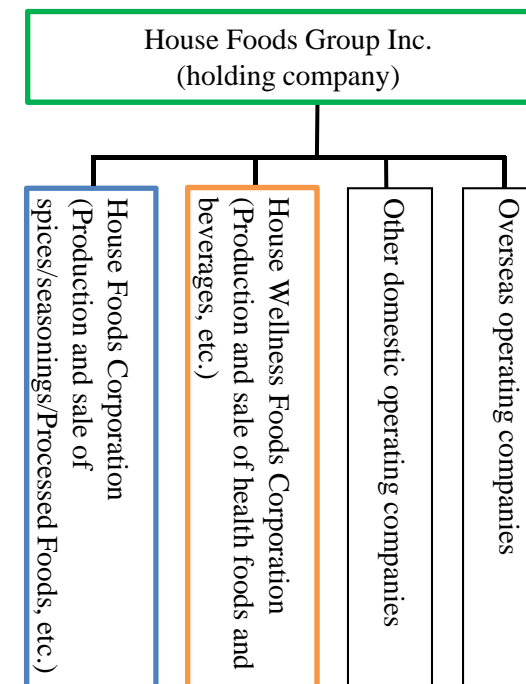 House Foods Group Inc.
(holding company)
House Foods Corporation
(Production and sale of
spices/seasonings/Processed Foods, etc.)
House Wellness Foods Corporation
(Production and sale of health foods and
beverages, etc.)
Other domestic operating companies
Overseas operating companies